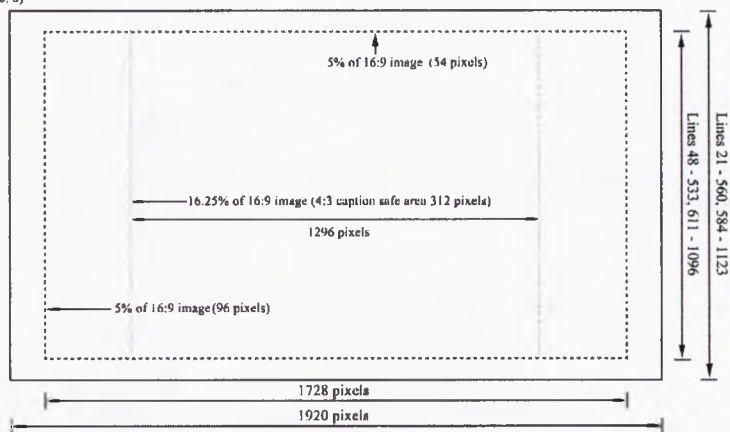 5% of 16:9 image (54 pixels)
16.25% of 16:9 image (4:3 caption safe area 312 pixels)
1296 pixels
5% of 16:9 image (96 pixels)
Lines 48 - 533, 611 - 1096
Lines 21 - 560, 584 - 1123
1728 pixels
1920 pixels